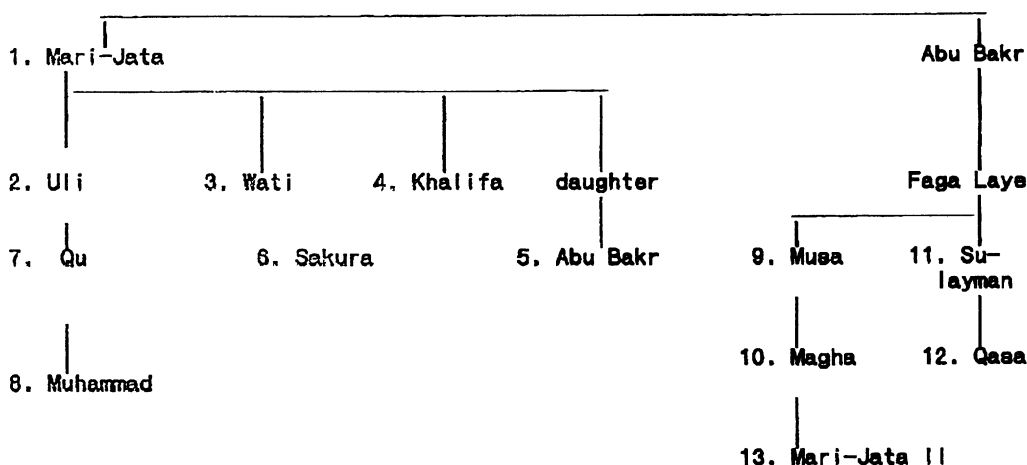 1. Mari-Jata Abu Bakr
2. Uli 3. Wati 4. Khalifa daughter Faga Laye
7. Qu 6. Sakura 5. Abu Bakr 9. Musa 11. Su-
layman
10. Magha 12. Qasa
8. Muhammad
13. Mari-Jata II